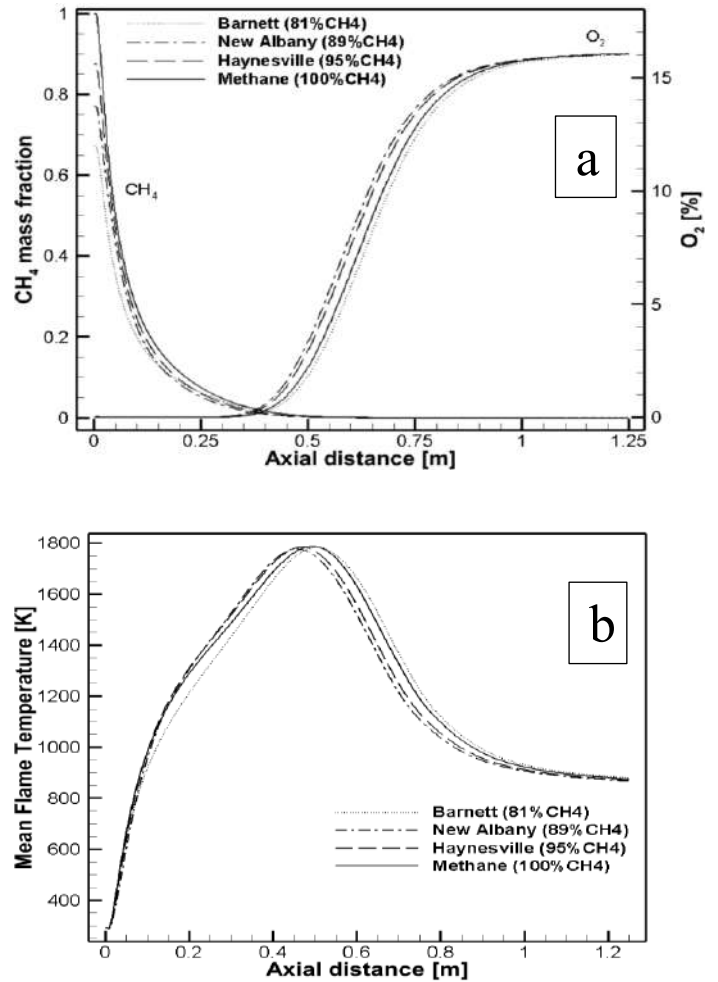 Barnett (81%CH4)
New Albany (89%CH4)
Haynesville (95%CH4)
Methane (100%CH4)
O2
a
CH4
CH4 mass fraction
1
0.8
0.6
0.4
0.2
0
O2 [%]
15
10
5
0
0 0.25 0.5 0.75 1 1.25
Axial distance [m]
b
Mean Flame Temperature [K]
1800
1600
1400
1200
1000
800
600
400
Barnett (81%CH4)
New Albany (89%CH4)
Haynesville (95%CH4)
Methane (100%CH4)
0 0.2 0.4 0.6 0.8 1 1.2
Axial distance [m]